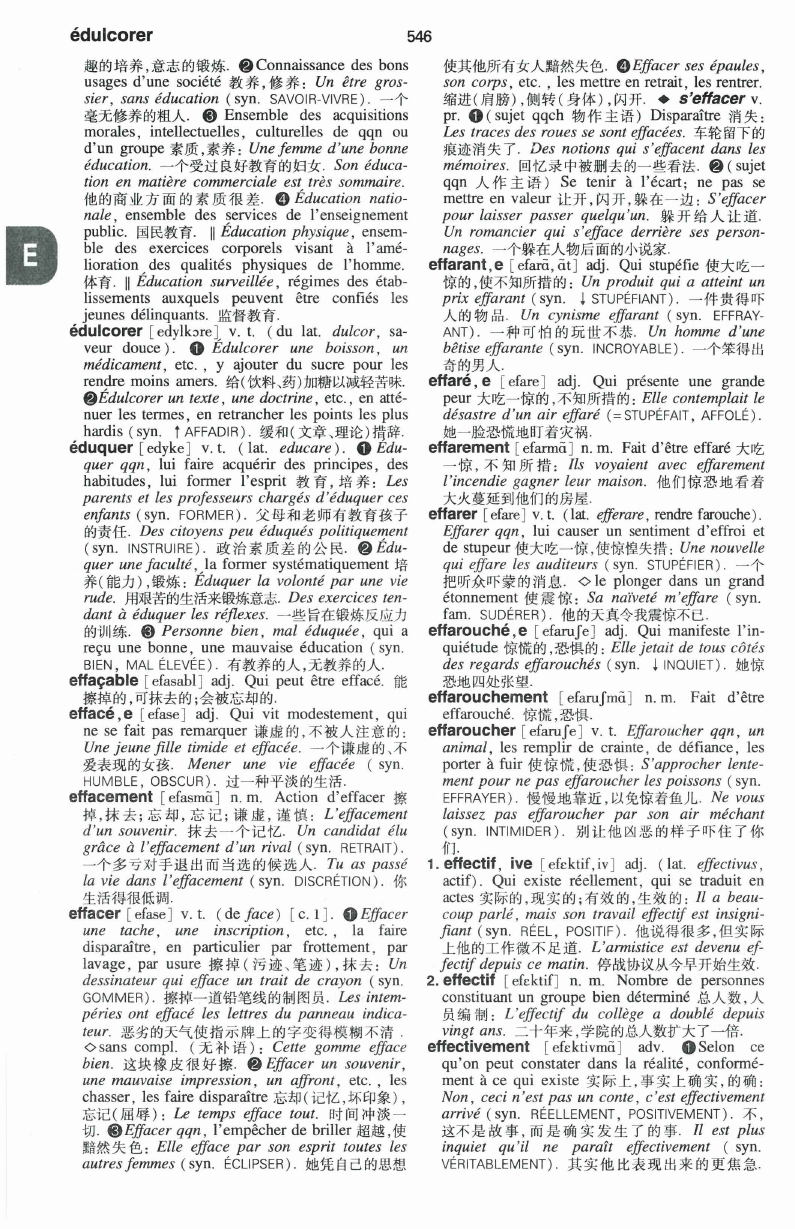 édulcorer
546
趣的培养,意志的锻炼. ❷Connaissance des bons
usages d'une société 教养,修养: Un être gros-
sier, sans éducation (syn. SAVOIR-VIVRE). 一个
毫无修养的粗人. ❸ Ensemble des acquisitions
morales, intellectuelles, culturelles de qqn ou
d'un groupe 素质,素养: Une femme d'une bonne
éducation. 一个受过良好教育的妇女. Son éduca-
tion en matière commerciale est très sommaire.
他的商业方面的素质很差. ❹ Éducation natio-
nale, ensemble des services de l'enseignement
public. 国民教育. ‖ Éducation physique, ensem-
ble des exercices corporels visant à l'amé-
lioration des qualités physiques de l'homme.
体育. ‖ Éducation surveillée, régimes des étab-
lissements auxquels peuvent être confiés les
jeunes délinquants. 监督教育.
édulcorer [edylkɔre] v. t. (du lat. dulcor, sa-
veur douce). ❶ Édulcorer une boisson, un
médicament, etc., y ajouter du sucre pour les
rendre moins amers. 给(饮料、药)加糖以减轻苦味.
❷Édulcorer un texte, une doctrine, etc., en atté-
nuer les termes, en retrancher les points les plus
hardis (syn. ↑ AFFADIR). 缓和(文章、理论)措辞.
éduquer [edyke] v. t. (lat. educare). ❶ Édu-
quer qqn, lui faire acquérir des principes, des
habitudes, lui former l'esprit 教育,培养: Les
parents et les professeurs chargés d'éduquer ces
enfants (syn. FORMER). 父母和老师有教育孩子
的责任. Des citoyens peu éduqués politiquement
(syn. INSTRUIRE). 政治素质差的公民. ❷ Édu-
quer une faculté, la former systématiquement 培
养(能力),锻炼: Éduquer la volonté par une vie
rude. 用艰苦的生活来锻炼意志. Des exercices ten-
dant à éduquer les réflexes. 一些旨在锻炼反应力
的训练. ❸ Personne bien, mal éduquée, qui a
reçu une bonne, une mauvaise éducation (syn.
BIEN, MAL ÉLEVÉE). 有教养的人,无教养的人.
effaçable [efasabl] adj. Qui peut être effacé. 能
擦掉的,可抹去的;会被忘却的.
effacé,e [efase] adj. Qui vit modestement, qui
ne se fait pas remarquer 谦虚的,不被人注意的:
Une jeune fille timide et effacée. 一个谦虚的、不
爱表现的女孩. Mener une vie effacée ( syn.
HUMBLE, OBSCUR). 过一种平淡的生活.
effacement [efasmɑ̃] n. m. Action d'effacer 擦
掉,抹去;忘却,忘记;谦虚,谨慎: L'effacement
d'un souvenir. 抹去一个记忆. Un candidat élu
grâce à l'effacement d'un rival (syn. RETRAIT).
一个多亏对手退出而当选的候选人. Tu as passé
la vie dans l'effacement (syn. DISCRÉTION). 你
生活得很低调.
effacer [efase] v. t. (de face) [c. 1]. ❶Effacer
une tache, une inscription, etc., la faire
disparaître, en particulier par frottement, par
lavage, par usure 擦掉(污迹、笔迹),抹去: Un
dessinateur qui efface un trait de crayon (syn.
GOMMER). 擦掉一道铅笔线的制图员. Les intem-
péries ont effacé les lettres du panneau indica-
teur. 恶劣的天气使指示牌上的字变得模糊不清.
◇sans compl. (无补语): Cette gomme efface
bien. 这块橡皮很好擦. ❷ Effacer un souvenir,
une mauvaise impression, un affront, etc., les
chasser, les faire disparaître 忘却(记忆,坏印象),
忘记(屈辱): Le temps efface tout. 时间冲淡一
切. ❸Effacer qqn, l'empêcher de briller 超越,使
黯然失色: Elle efface par son esprit toutes les
autres femmes (syn. ÉCLIPSER). 她凭自己的思想
E
使其他所有女人黯然失色. ❹Effacer ses épaules,
son corps, etc., les mettre en retrait, les rentrer.
缩进(肩膀),侧转(身体),闪开. ◆ s'effacer v.
pr. ❶(sujet qqch 物作主语) Disparaître 消失:
Les traces des roues se sont effacées. 车轮留下的
痕迹消失了. Des notions qui s'effacent dans les
mémoires. 回忆录中被删去的一些看法. ❷(sujet
qqn 人作主语) Se tenir à l'écart; ne pas se
mettre en valeur 让开,闪开,躲在一边: S'effacer
pour laisser passer quelqu'un. 躲开给人让道.
Un romancier qui s'efface derrière ses person-
nages. 一个躲在人物后面的小说家.
effarant,e [efarɑ̃, ɑ̃t] adj. Qui stupéfie 使大吃一
惊的,使不知所措的: Un produit qui a atteint un
prix effarant (syn. ↓ STUPÉFIANT). 一件贵得吓
人的物品. Un cynisme effarant (syn. EFFRAY-
ANT). 一种可怕的玩世不恭. Un homme d'une
bêtise effarante (syn. INCROYABLE). 一个笨得出
奇的男人.
effaré, e [efare] adj. Qui présente une grande
peur 大吃一惊的,不知所措的: Elle contemplait le
désastre d'un air effaré (= STUPÉFAIT, AFFOLÉ).
她一脸恐慌地盯着灾祸.
effarement [efarmɑ̃] n. m. Fait d'être effaré 大吃
一惊,不知所措: Ils voyaient avec effarement
l'incendie gagner leur maison. 他们惊恐地看着
大火蔓延到他们的房屋.
effarer [efare] v. t. (lat. efferare, rendre farouche).
Effarer qqn, lui causer un sentiment d'effroi et
de stupeur 使大吃一惊,使惊惶失措: Une nouvelle
qui effare les auditeurs (syn. STUPÉFIER). 一个
把听众吓蒙的消息. ◇ le plonger dans un grand
étonnement 使震惊: Sa naïveté m'effare (syn.
fam. SUDÉRER). 他的天真令我震惊不已.
effarouché,e [efaruʃe] adj. Qui manifeste l'in-
quiétude 惊慌的,恐惧的: Elle jetait de tous côtés
des regards effarouchés (syn. ↓ INQUIET). 她惊
恐地四处张望.
effarouchement [efaruʃmɑ̃] n. m. Fait d'être
effarouché. 惊慌,恐惧.
effaroucher [efaruʃe] v. t. Effaroucher qqn, un
animal, les remplir de crainte, de défiance, les
porter à fuir 使惊慌,使恐惧: S'approcher lente-
ment pour ne pas effaroucher les poissons (syn.
EFFRAYER). 慢慢地靠近,以免惊着鱼儿. Ne vous
laissez pas effaroucher par son air méchant
(syn. INTIMIDER). 别让他凶恶的样子吓住了你
们.
1. effectif, ive [efɛktif,iv] adj. (lat. effectivus,
actif). Qui existe réellement, qui se traduit en
actes 实际的,现实的;有效的,生效的: Il a beau-
coup parlé, mais son travail effectif est insigni-
fiant (syn. RÉEL, POSITIF). 他说得很多,但实际
上他的工作微不足道. L'armistice est devenu ef-
fectif depuis ce matin. 停战协议从今早开始生效.
2. effectif [efɛktif] n. m. Nombre de personnes
constituant un groupe bien déterminé 总人数,人
员编制: L'effectif du collège a doublé depuis
vingt ans. 二十年来,学院的总人数扩大了一倍.
effectivement [efɛktivmɑ̃] adv. ❶Selon ce
qu'on peut constater dans la réalité, conformé-
ment à ce qui existe 实际上,事实上确实,的确:
Non, ceci n'est pas un conte, c'est effectivement
arrivé (syn. RÉELLEMENT, POSITIVEMENT). 不,
这不是故事,而是确实发生了的事. Il est plus
inquiet qu'il ne paraît effectivement ( syn.
VÉRITABLEMENT). 其实他比表现出来的更焦急.